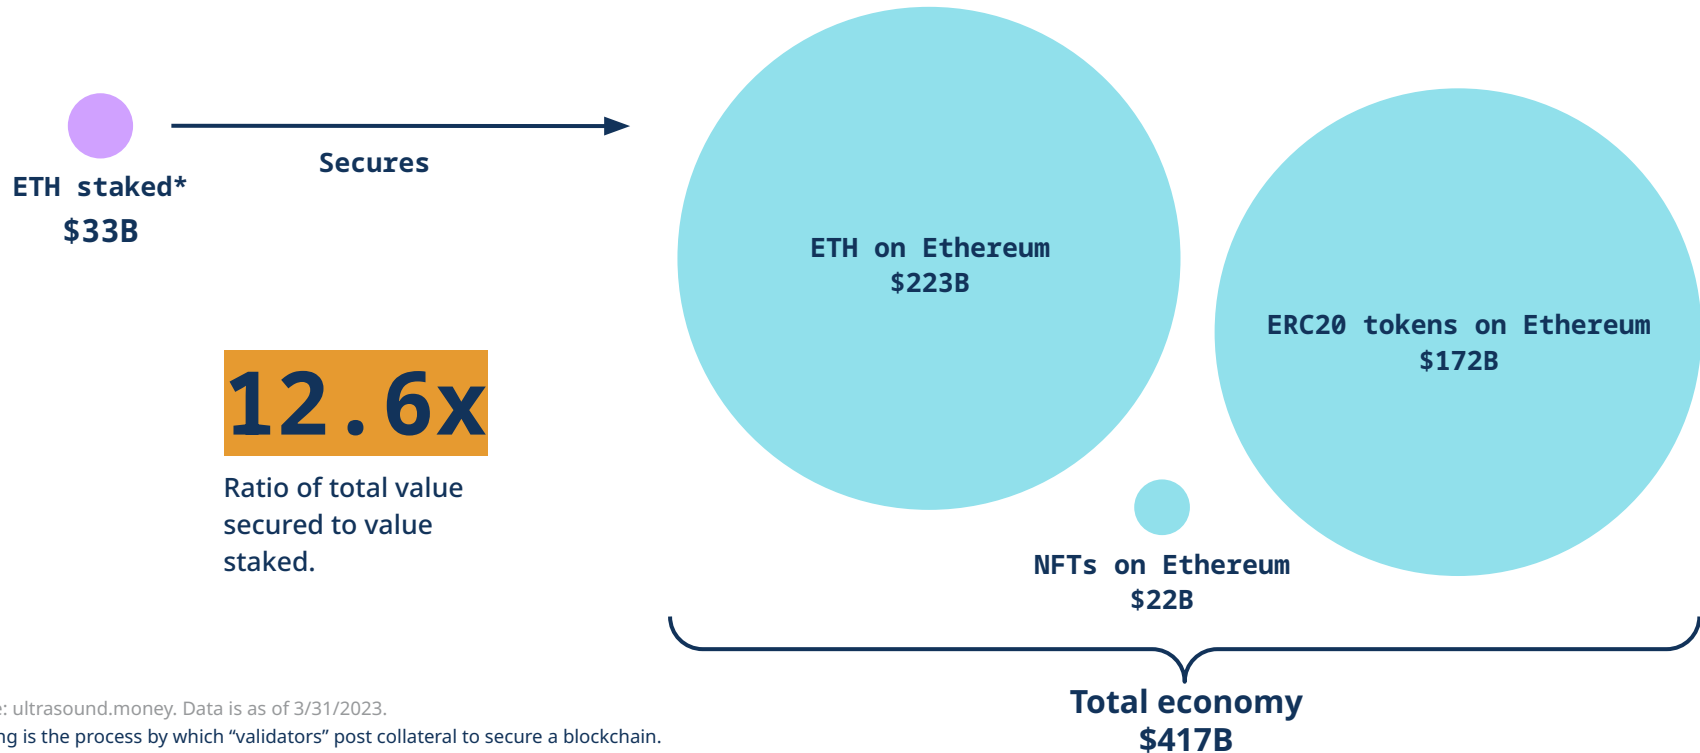 ETH staked*
$33B
Secures
12.6x
Ratio of total value
secured to value
staked.
ETH on Ethereum
$223B
ERC20 tokens on Ethereum
$172B
NFTs on Ethereum
$22B
Total economy
$417B
ultrasound.money. Data is as of 3/31/2023.
is the process by which “validators” post collateral to secure a blockchain.